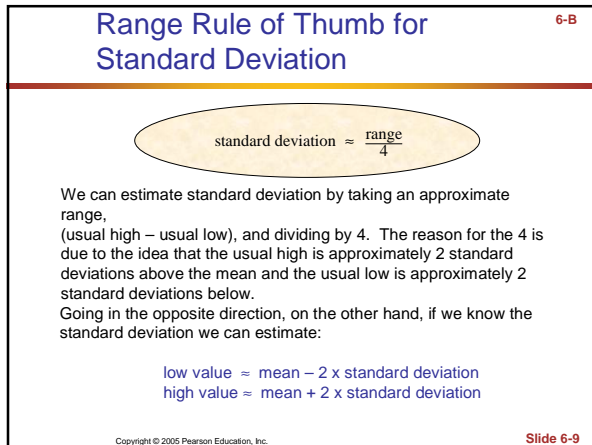 Range Rule of Thumb for
Standard Deviation
6-B
standard deviation ≈ range/4
We can estimate standard deviation by taking an approximate
range,
(usual high – usual low), and dividing by 4.  The reason for the 4 is
due to the idea that the usual high is approximately 2 standard
deviations above the mean and the usual low is approximately 2
standard deviations below.
Going in the opposite direction, on the other hand, if we know the
standard deviation we can estimate:
low value ≈ mean – 2 x standard deviation
high value ≈ mean + 2 x standard deviation
Copyright © 2005 Pearson Education, Inc.
Slide 6-9